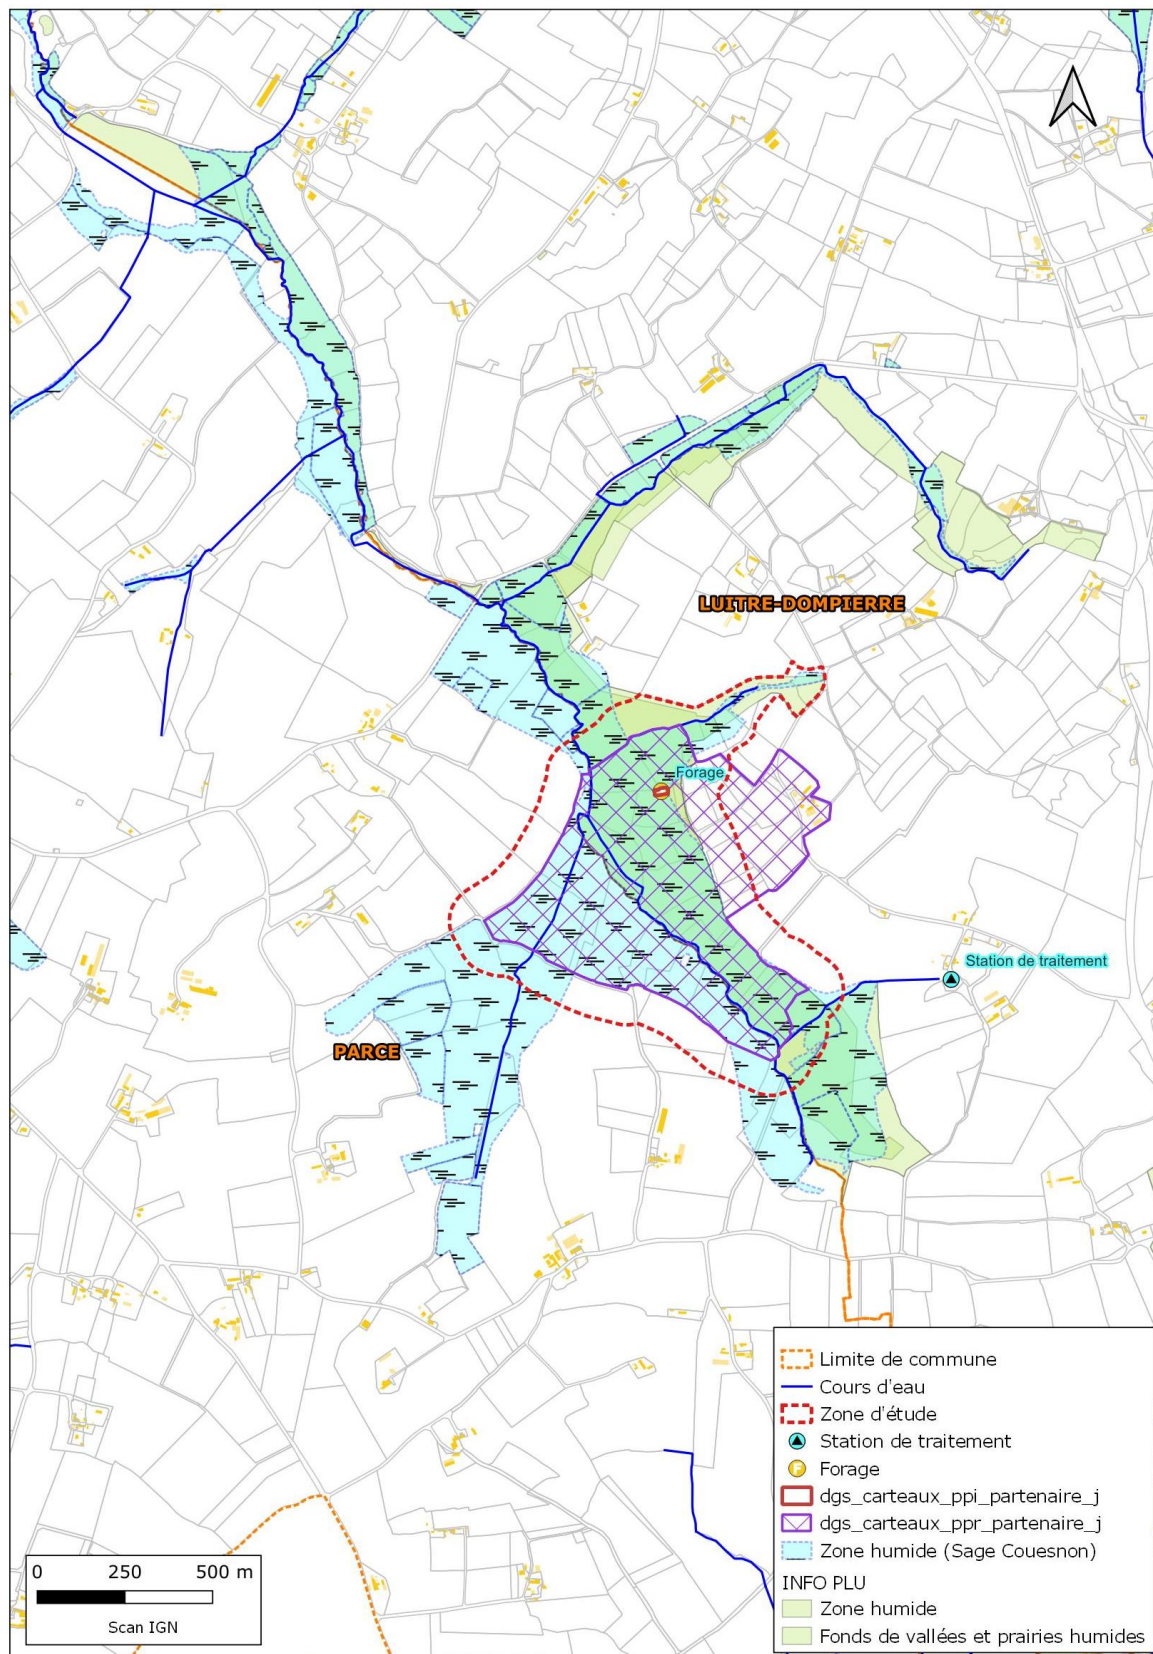 LUITRE-DOMPIERRE
Forage
Station de traitement
PARCE
Limite de commune
Cours d'eau
Zone d'étude
Station de traitement
F Forage
dgs_carteaux_ppi_partenaire_j
dgs_carteaux_ppr_partenaire_j
Zone humide (Sage Couesnon)
INFO PLU
Zone humide
Fonds de vallées et prairies humides
0 250 500 m
Scan IGN